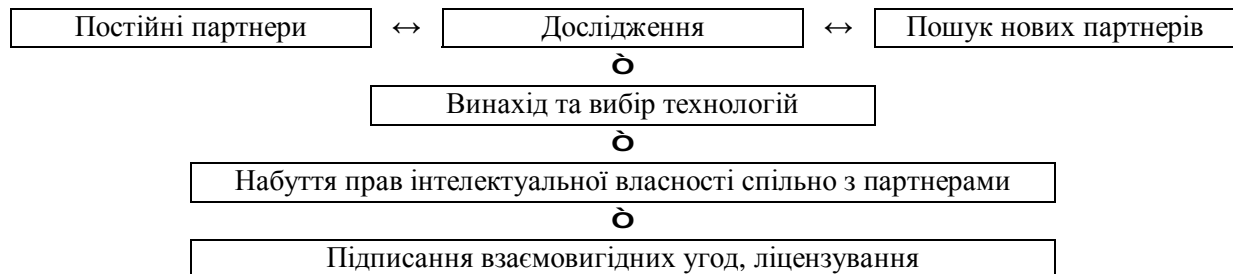 Постійні партнери ↔ Дослідження ↔ Пошук нових партнерів
Ò
Винахід та вибір технологій
Ò
Набуття прав інтелектуальної власності спільно з партнерами
Ò
Підписання взаємовигідних угод, ліцензування